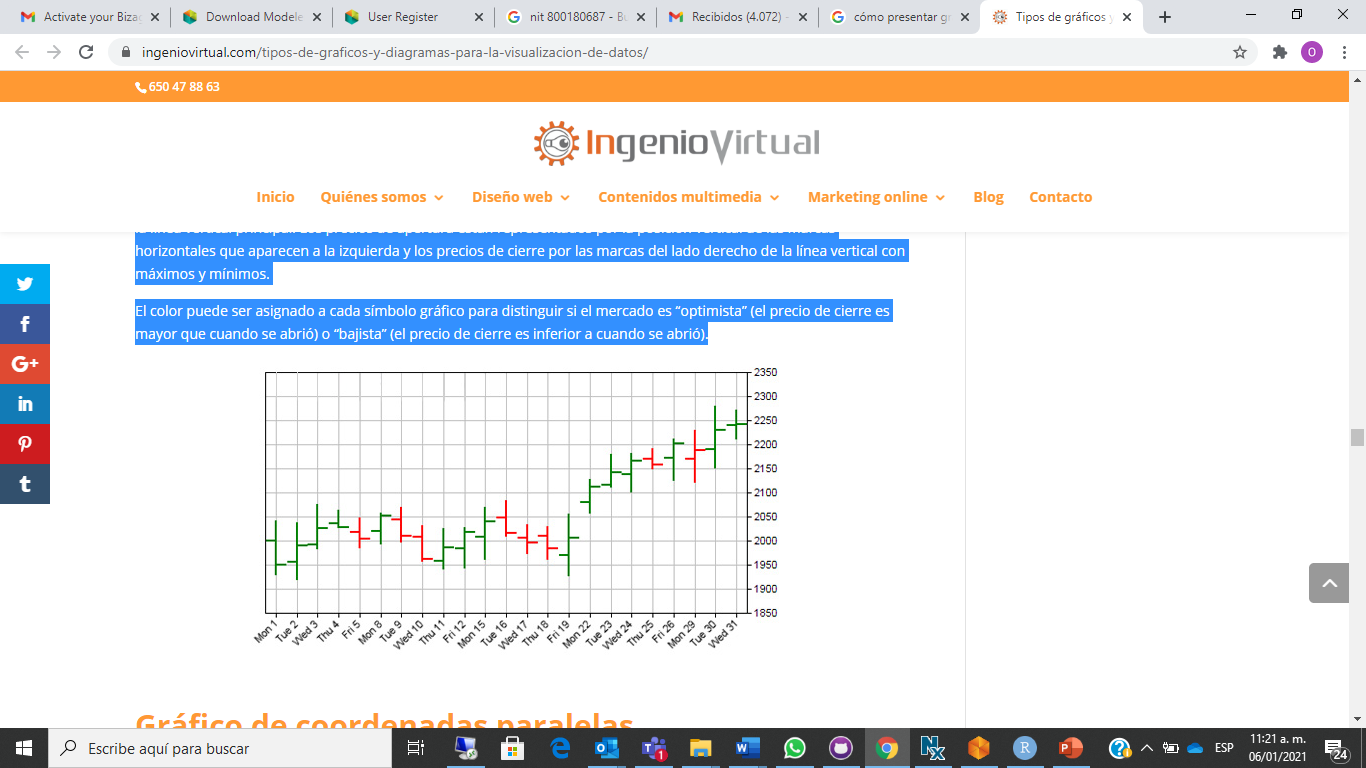 Activate your Bizag
Download Modele
User Register
nit 800180687 - Bu
Recibidos (4.072) -
cómo presentar gr
Tipos de gráficos y
ingeniovirtual.com/tipos-de-graficos-y-diagramas-para-la-visualizacion-de-datos/
O
650 47 88 63
IngenioVirtual
Inicio Quiénes somos Diseño web Contenidos multimedia Marketing online Blog Contacto
horizontales que aparecen a la izquierda y los precios de cierre por las marcas del lado derecho de la línea vertical con
máximos y mínimos.
El color puede ser asignado a cada símbolo gráfico para distinguir si el mercado es “optimista” (el precio de cierre es
mayor que cuando se abrió) o “bajista” (el precio de cierre es inferior a cuando se abrió).
2350
2300
2250
2200
2150
2100
2050
2000
1950
1900
1850
Mon 1
Tue 2
Wed 3
Thu 4
Fri 5
Mon 8
Tue 9
Wed 10
Thu 11
Fri 12
Mon 15
Tue 16
Wed 17
Thu 18
Fri 19
Mon 22
Tue 23
Wed 24
Thu 25
Fri 26
Mon 29
Tue 30
Wed 31
Gráfico de coordenadas paralelas
Escribe aquí para buscar
ESP
11:21 a. m.
06/01/2021
24